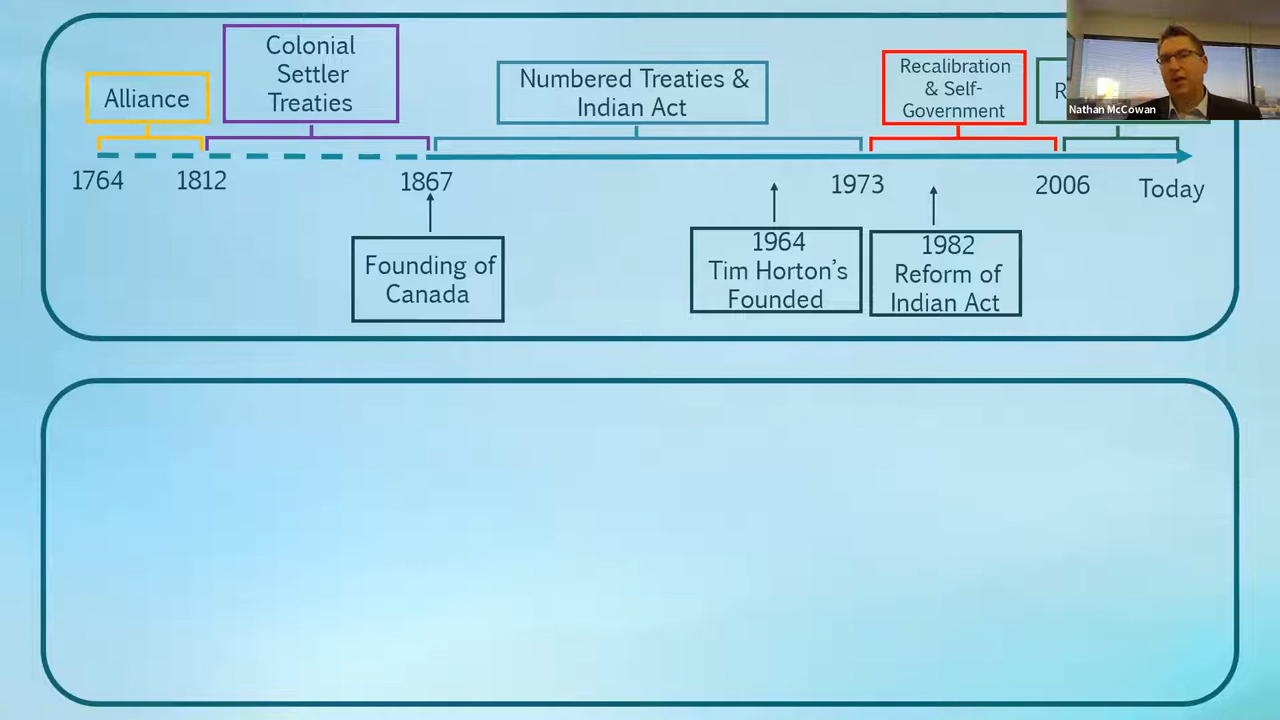 Colonial
Settler
Treaties
Alliance
Numbered Treaties &
Indian Act
Recalibration
& Self-
Government
R
Nathan McCowan
1764
1812
1867
1973
2006
Today
Founding of
Canada
1964
Tim Horton’s
Founded
1982
Reform of
Indian Act